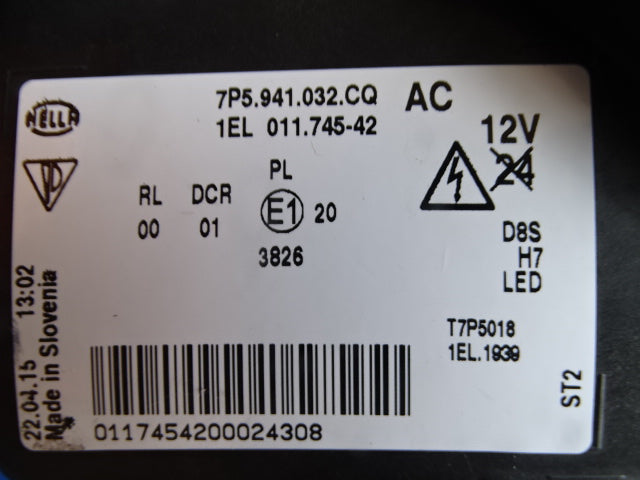 HELLA
7P5.941.032.CQ AC
1EL 011.745-42
12V
24
PL
RL DCR
00 01 E1 20
3826
D8S
H7
LED
T7P5018
1EL.1939
ST2
22.04.15 13:02
Made in Slovenia
0117454200024308